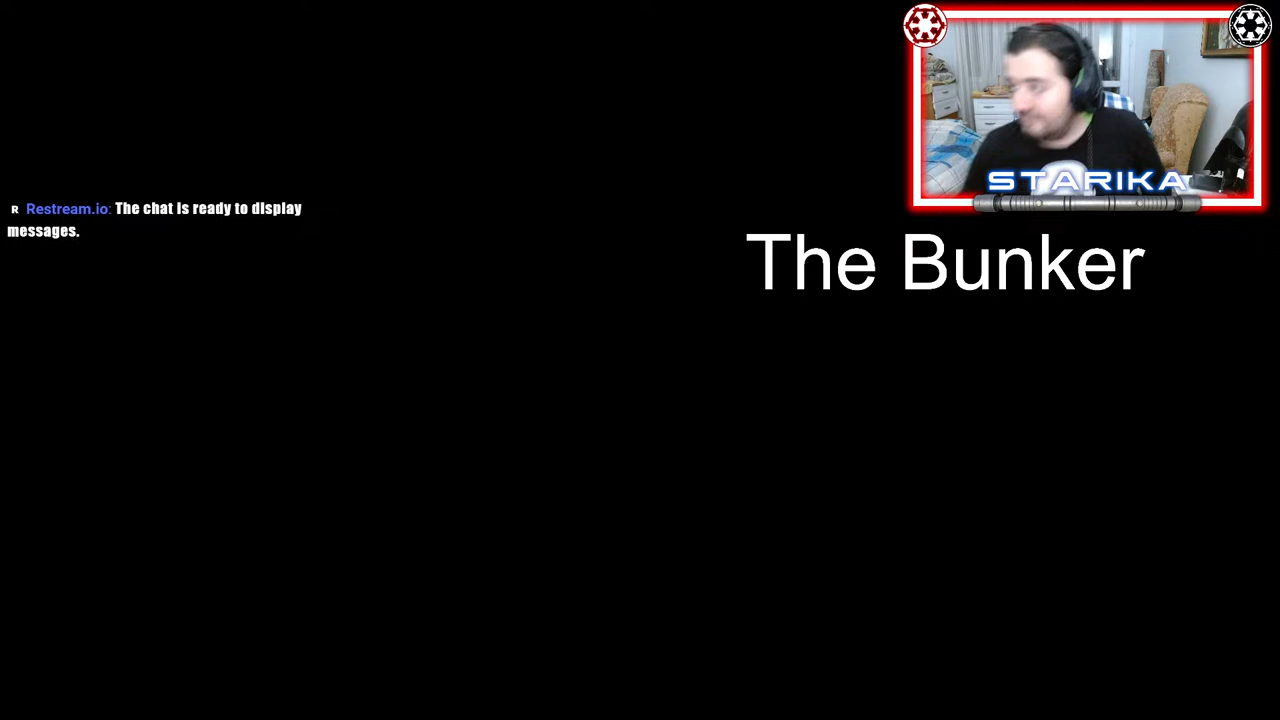 STARIKA
R Restream.io: The chat is ready to display
messages.
The Bunker